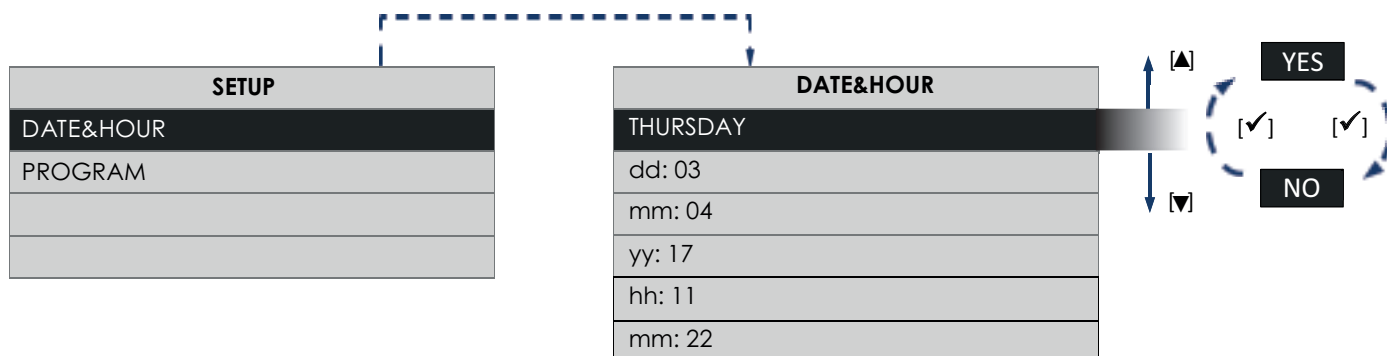 SETUP
DATE&HOUR
PROGRAM
DATE&HOUR
THURSDAY
dd: 03
mm: 04
yy: 17
hh: 11
mm: 22
[▲]
[▼]
YES
[✓] [✓]
NO